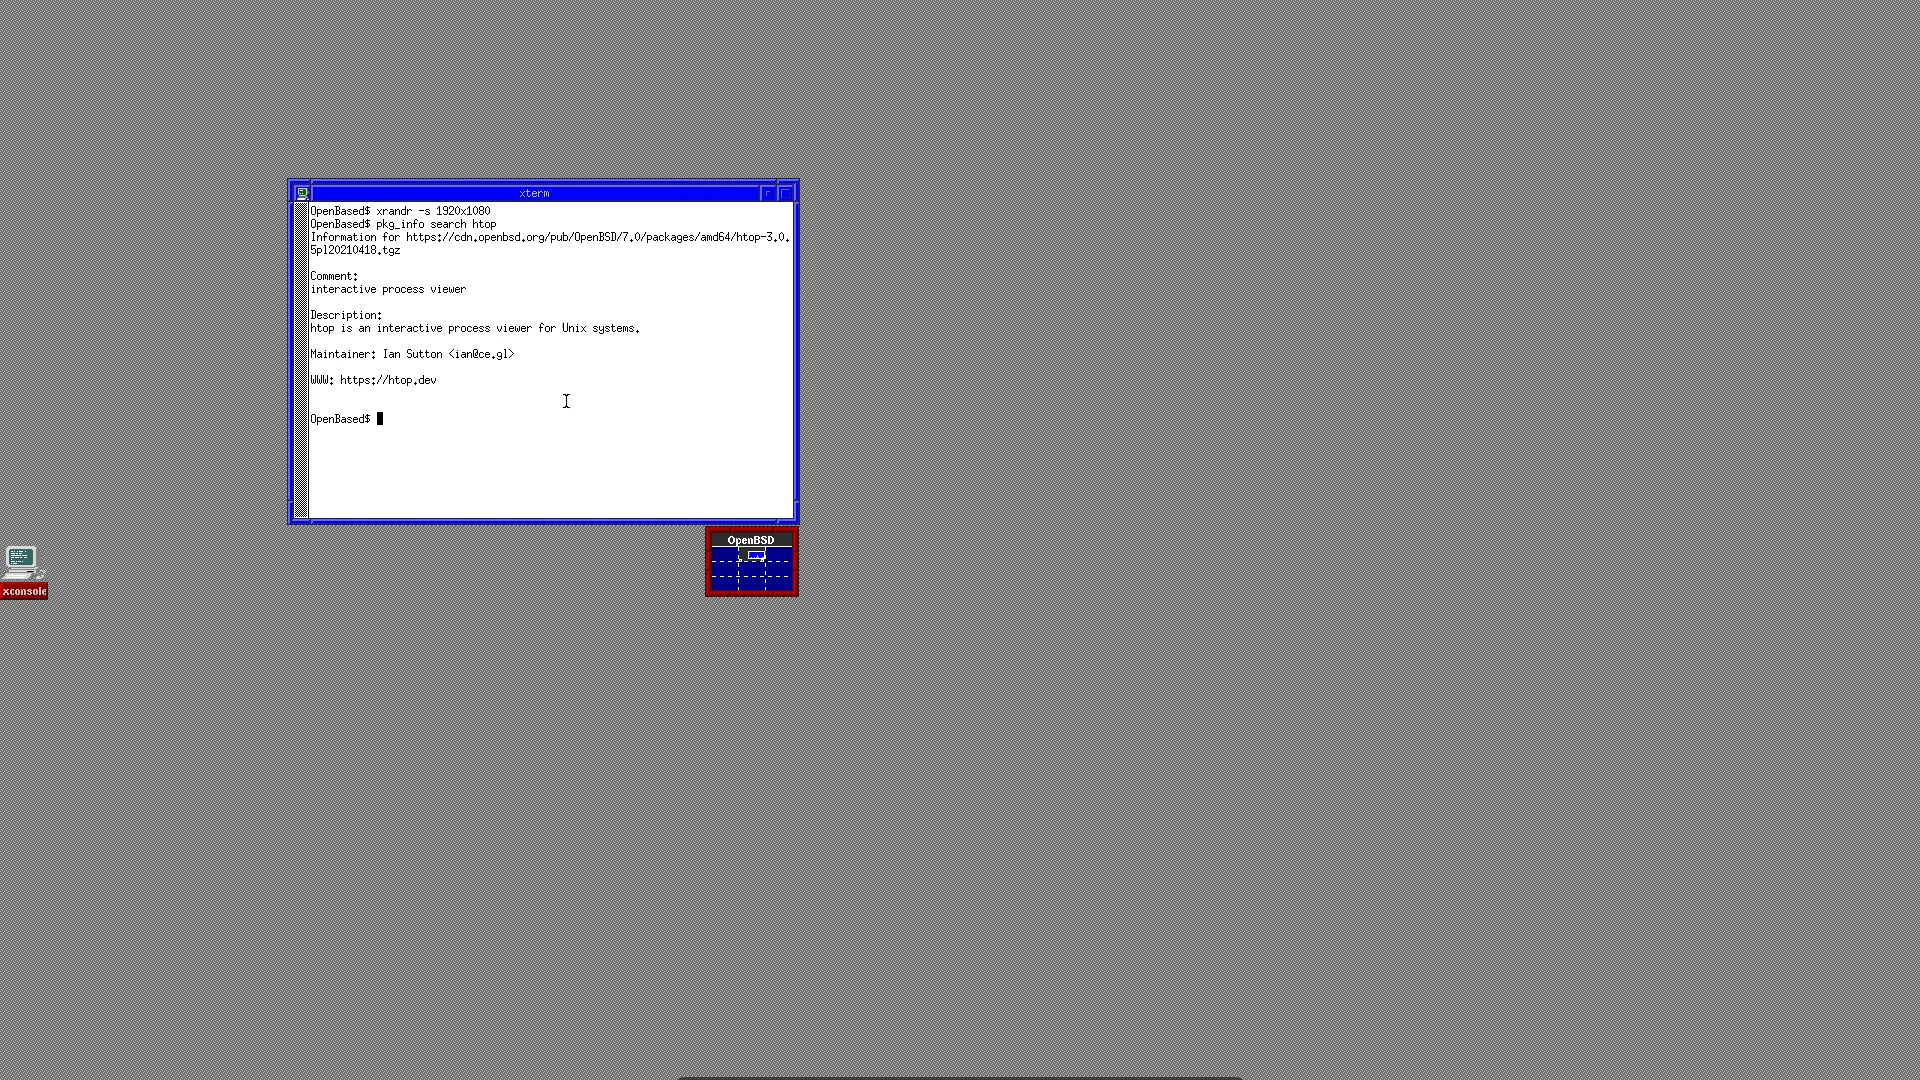 xterm
OpenBased$ xrandr -s 1920x1080
OpenBased$ pkg_info search htop
Information for https://cdn.openbsd.org/pub/OpenBSD/7.0/packages/amd64/htop-3.0.
5pl20210418.tgz
Comment:
interactive process viewer
Description:
htop is an interactive process viewer for Unix systems.
Maintainer: Ian Sutton <ian@ce.gl>
WWW: https://htop.dev
OpenBased$
OpenBSD
xconsole